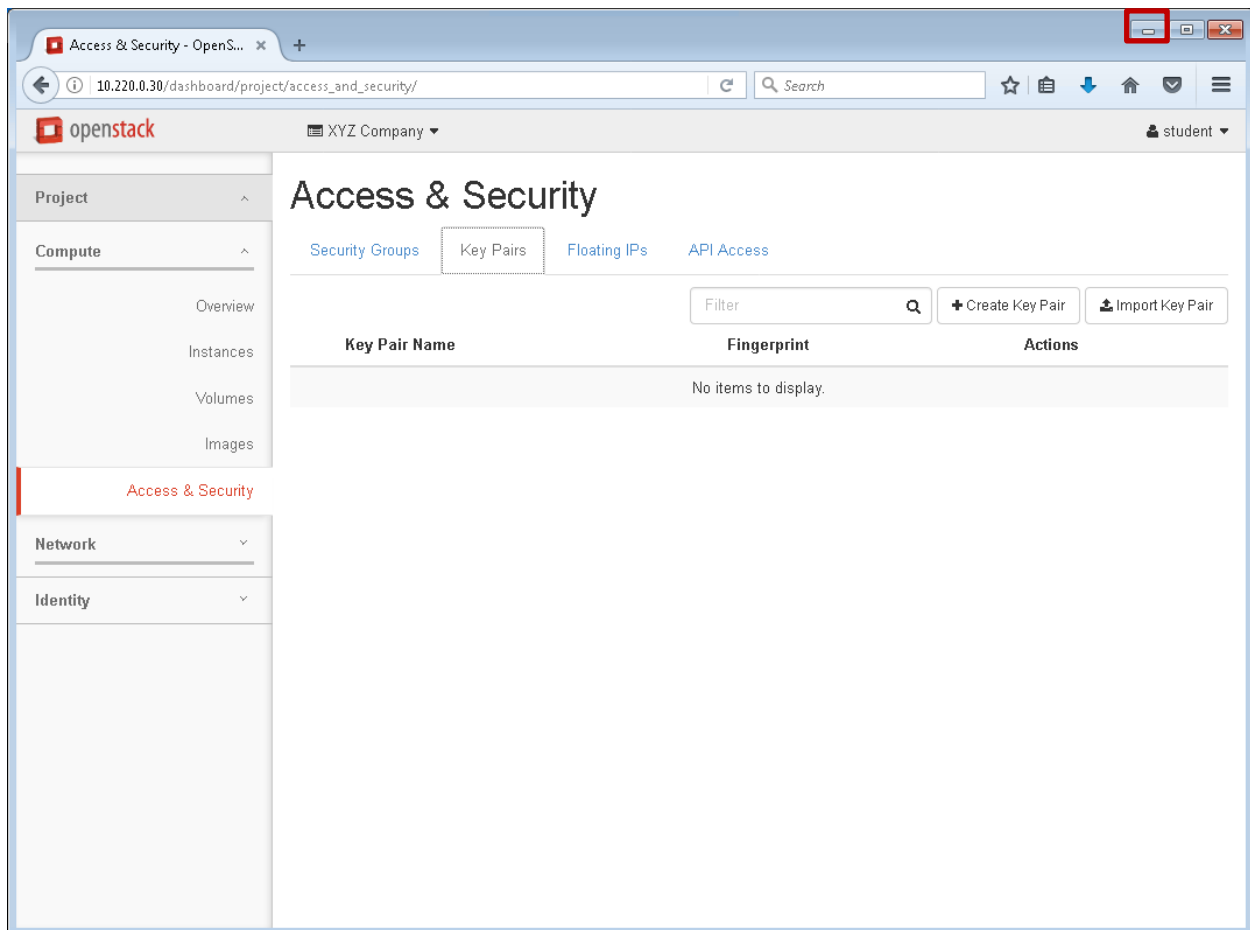 Access & Security - OpenS...
10.220.0.30/dashboard/project/access_and_security/
Search
openstack
XYZ Company
student
Project
Compute
Overview
Instances
Volumes
Images
Access & Security
Network
Identity
Access & Security
Security Groups Key Pairs Floating IPs API Access
Filter
Create Key Pair
Import Key Pair
Key Pair Name Fingerprint Actions
No items to display.